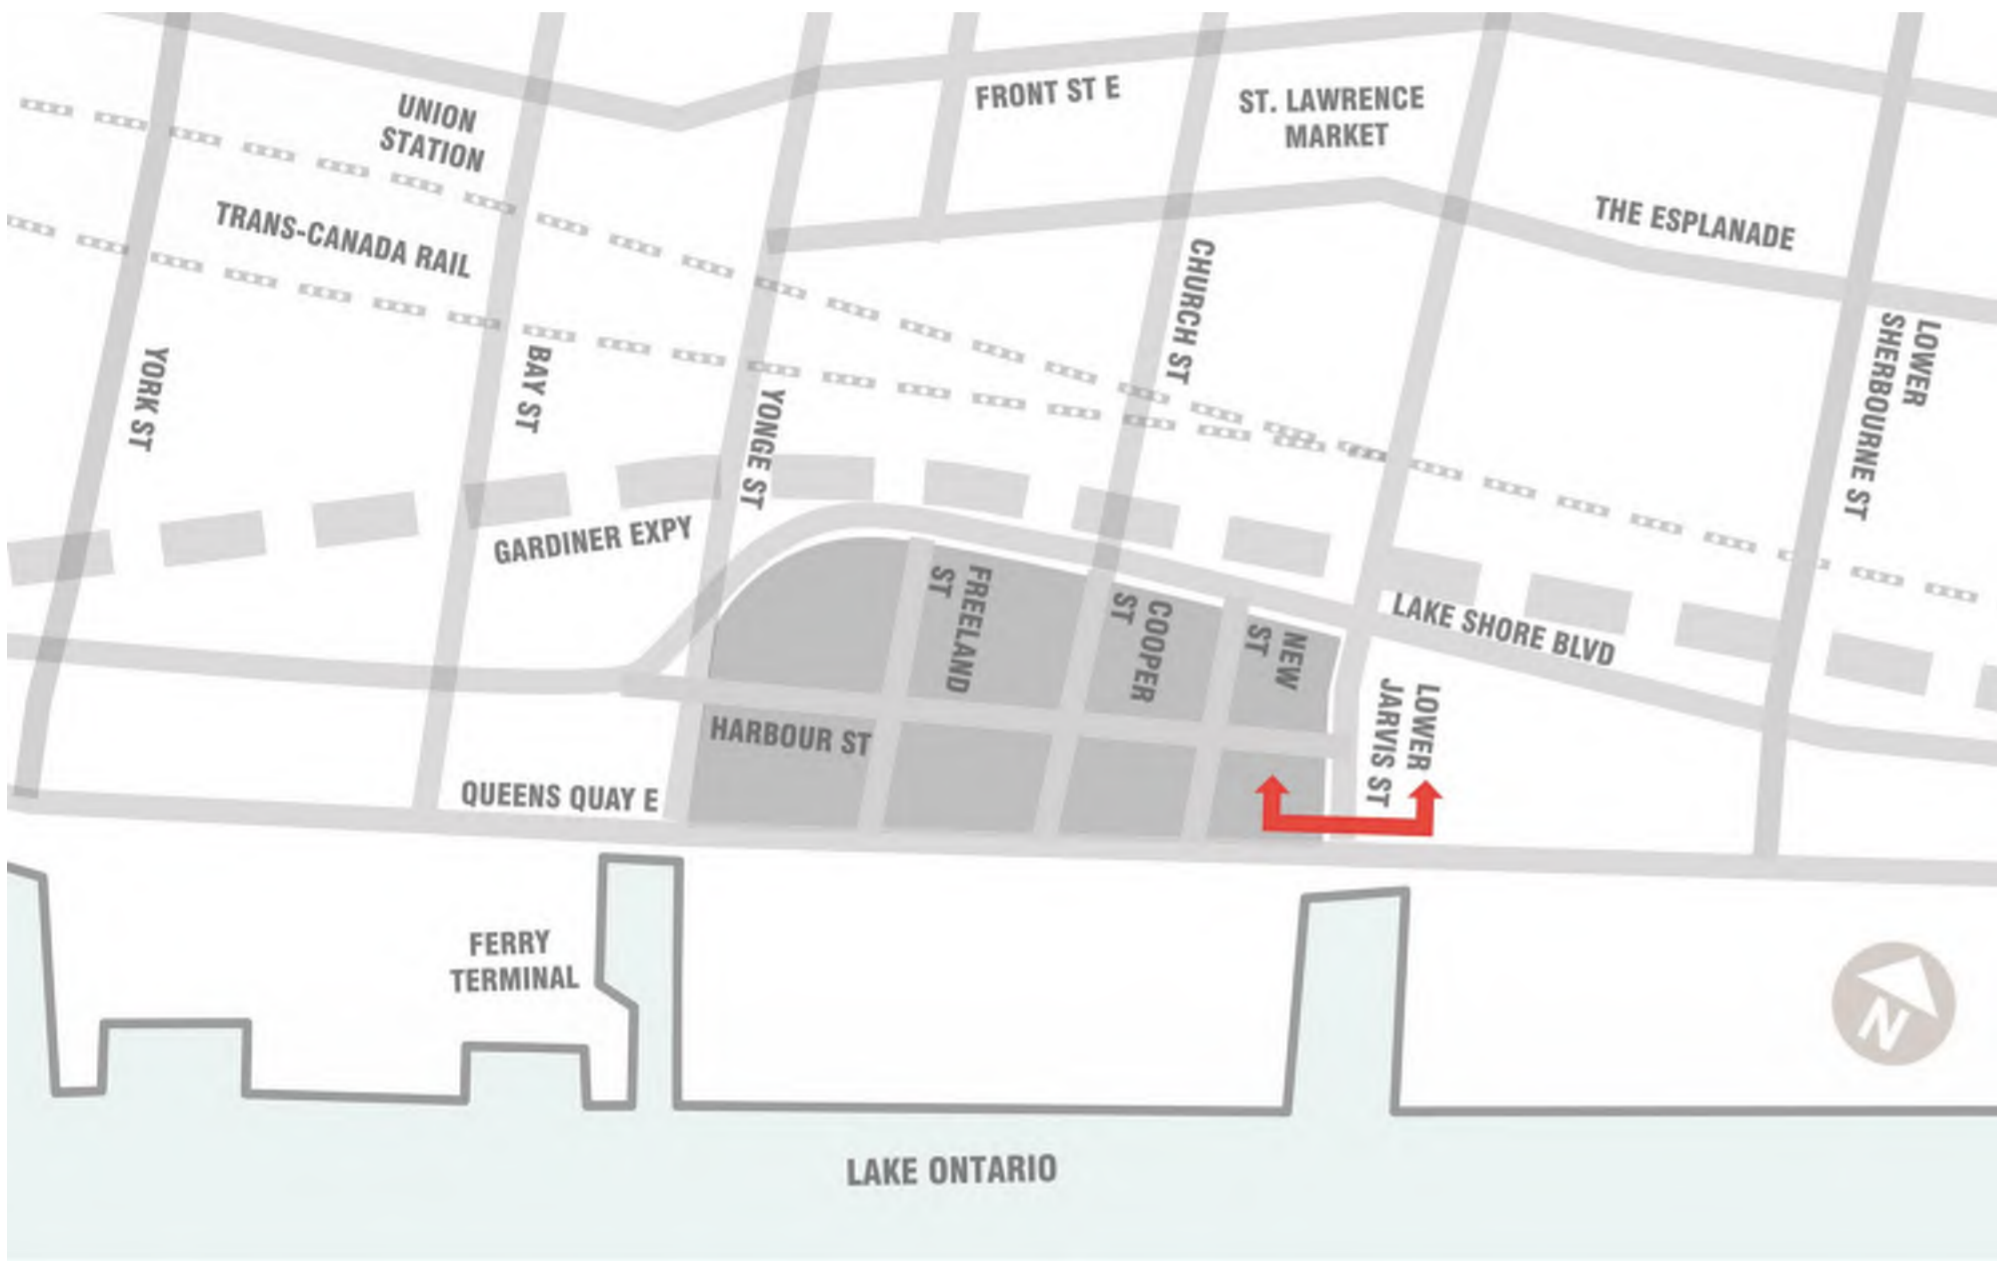 FRONT ST E
UNION
STATION
ST. LAWRENCE
MARKET
TRANS-CANADA RAIL
THE ESPLANADE
CHURCH ST
LOWER
SHERBOURNE ST
YORK ST
BAY ST
YONGE ST
GARDINER EXPY
LAKE SHORE BLVD
FREELAND
ST
COOPER
ST
NEW
ST
LOWER
JARVIS ST
HARBOUR ST
QUEENS QUAY E
FERRY
TERMINAL
N
LAKE ONTARIO